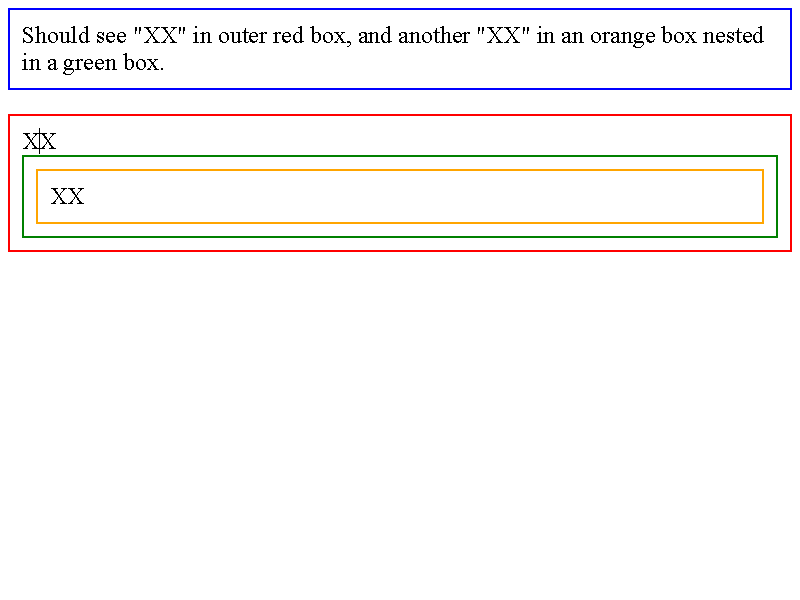 Should see "XX" in outer red box, and another "XX" in an orange box nested
in a green box.
XX
XX